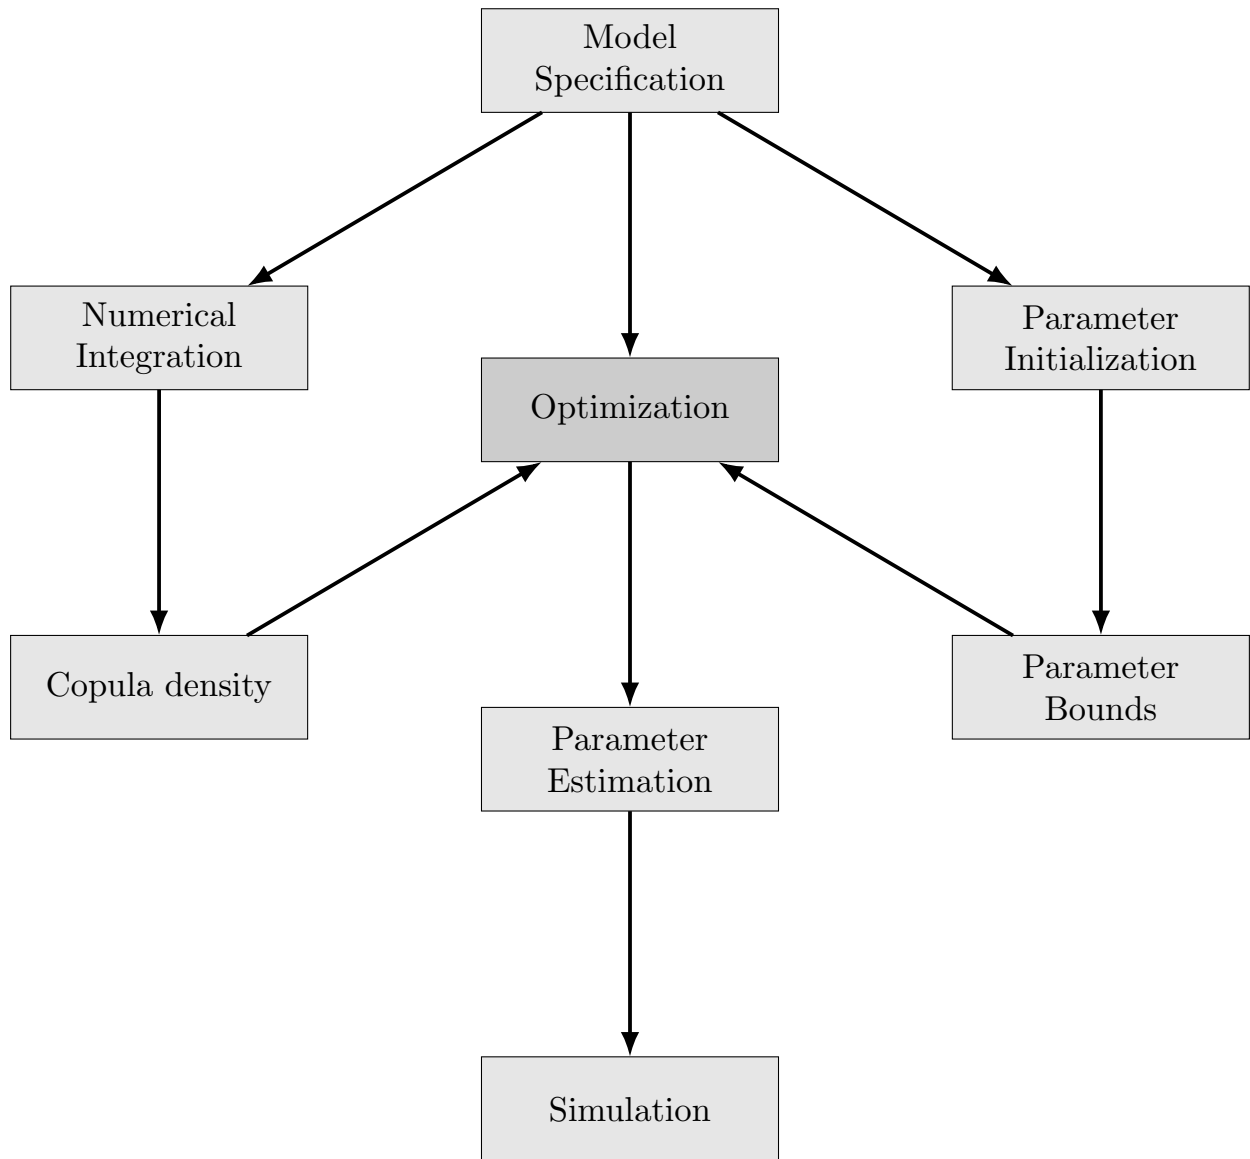 Model
Specification
Numerical
Integration
Parameter
Initialization
Optimization
Copula density
Parameter
Bounds
Parameter
Estimation
Simulation